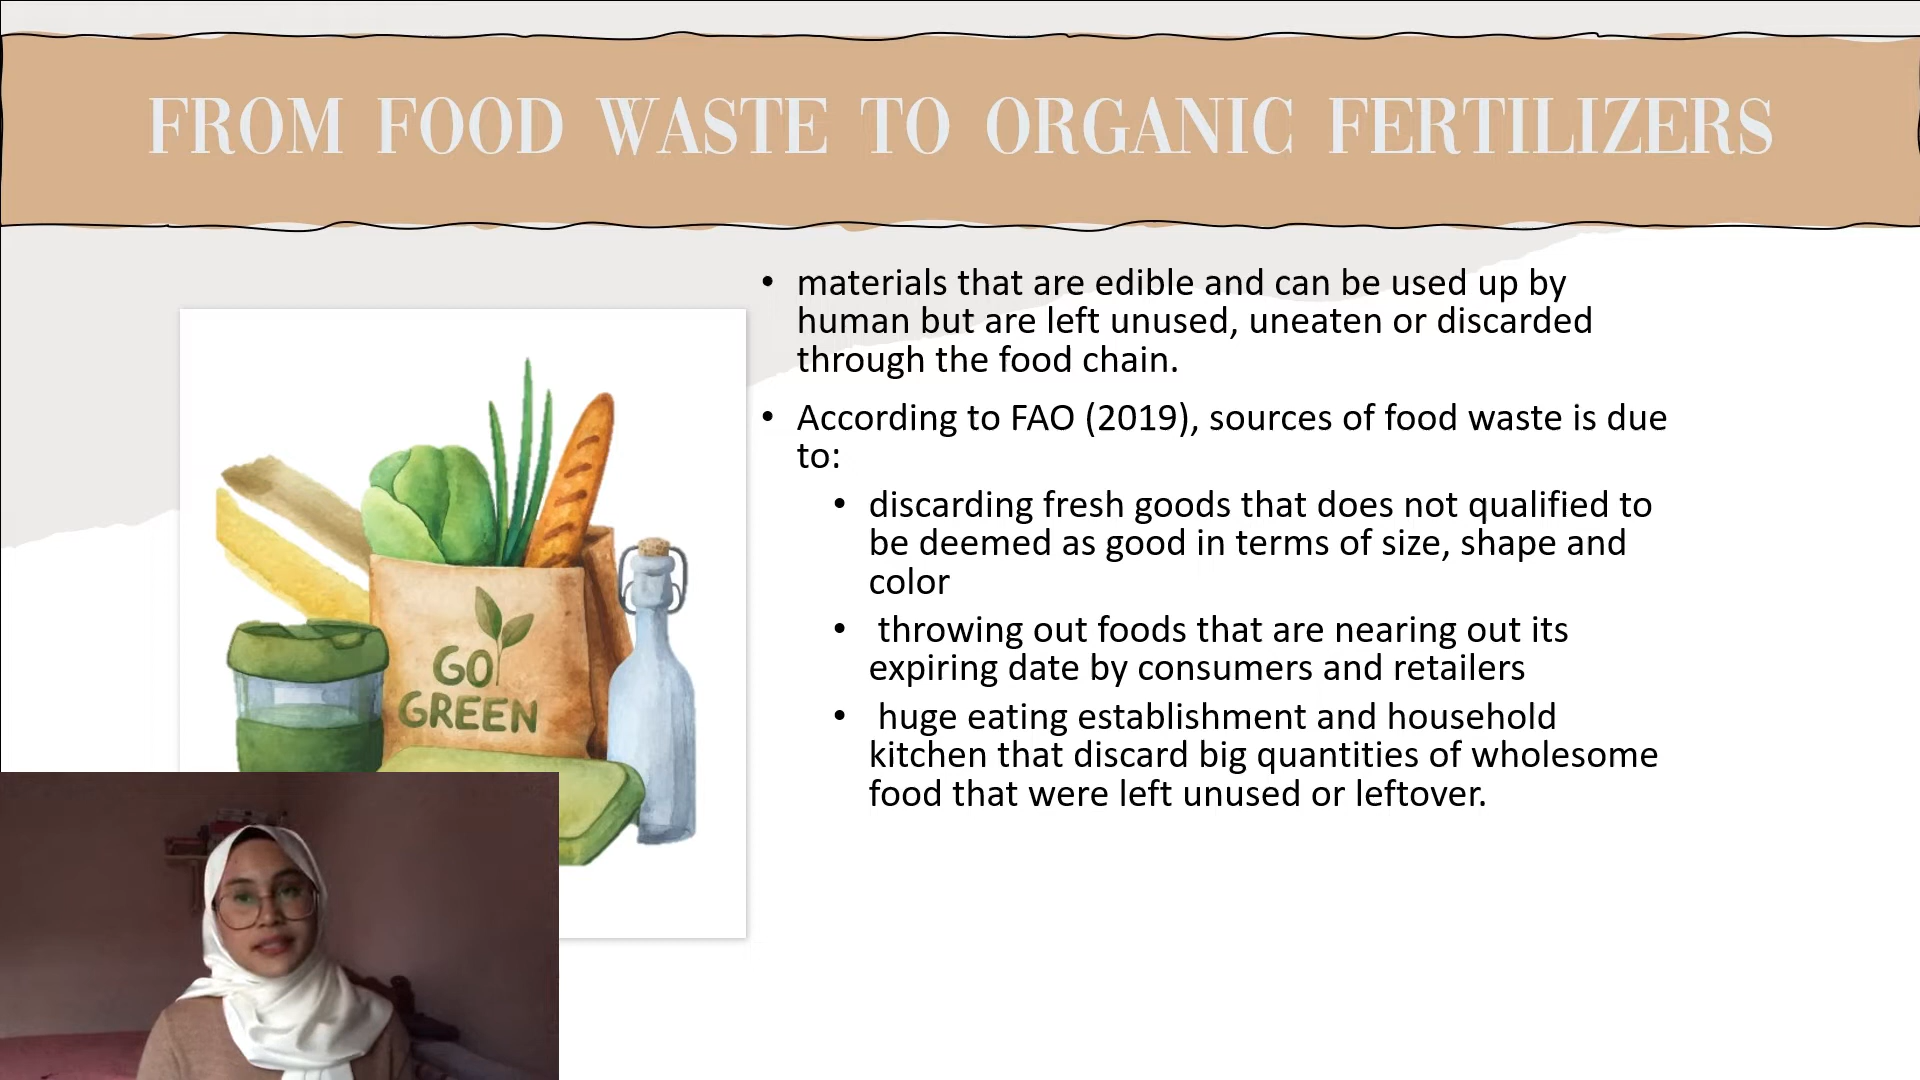 FROM FOOD WASTE TO ORGANIC FERTILIZERS
• materials that are edible and can be used up by
human but are left unused, uneaten or discarded
through the food chain.
• According to FAO (2019), sources of food waste is due
to:
• discarding fresh goods that does not qualified to
be deemed as good in terms of size, shape and
color
• throwing out foods that are nearing out its
expiring date by consumers and retailers
• huge eating establishment and household
kitchen that discard big quantities of wholesome
food that were left unused or leftover.
GO
GREEN